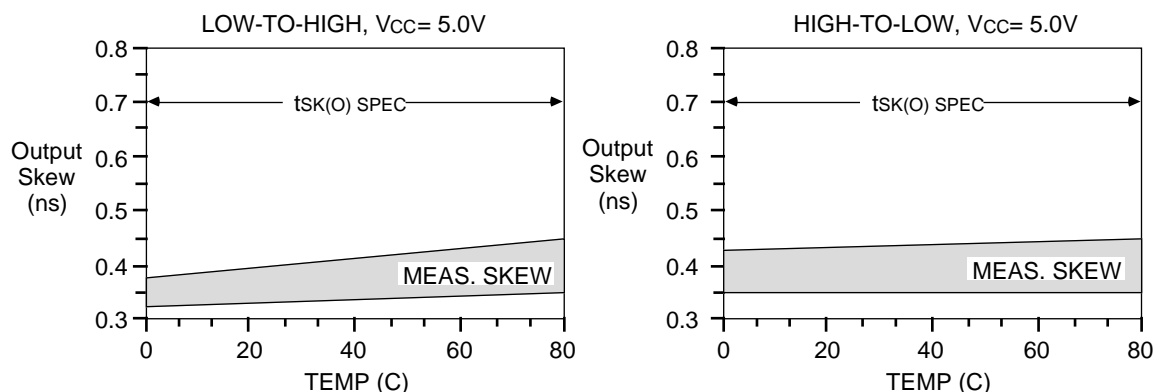 LOW-TO-HIGH, VCC= 5.0V
0.8
0.7
0.6
0.5
0.4
0.3
Output
Skew
(ns)
tSK(O) SPEC
MEAS. SKEW
0
20
40
60
80
TEMP (C)
HIGH-TO-LOW, VCC= 5.0V
0.8
0.7
0.6
0.5
0.4
0.3
Output
Skew
(ns)
tSK(O) SPEC
MEAS. SKEW
0
20
40
60
80
TEMP (C)